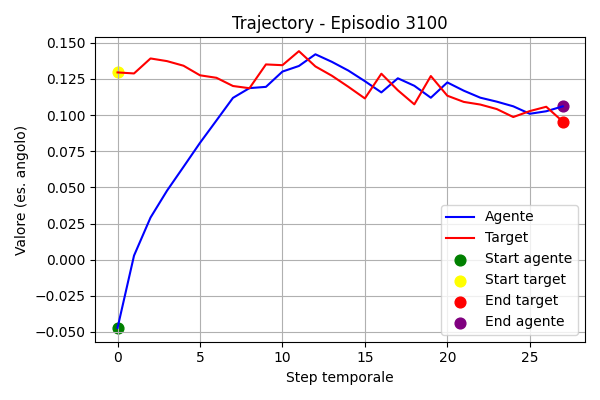 Trajectory - Episodio 3100
Valore (es. angolo)
0.150
0.125
0.100
0.075
0.050
0.025
0.000
−0.025
−0.050
0
5
10
15
20
25
Step temporale
Agente
Target
Start agente
Start target
End target
End agente